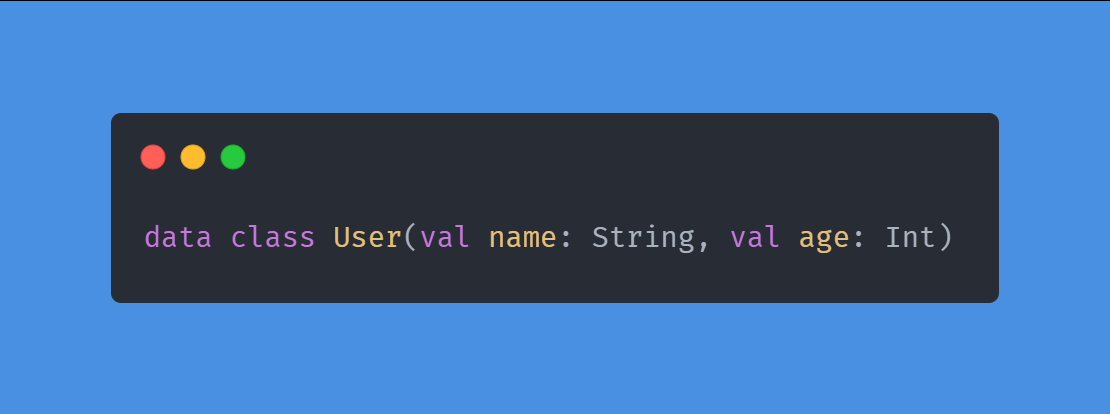 data class User(val name: String, val age: Int)